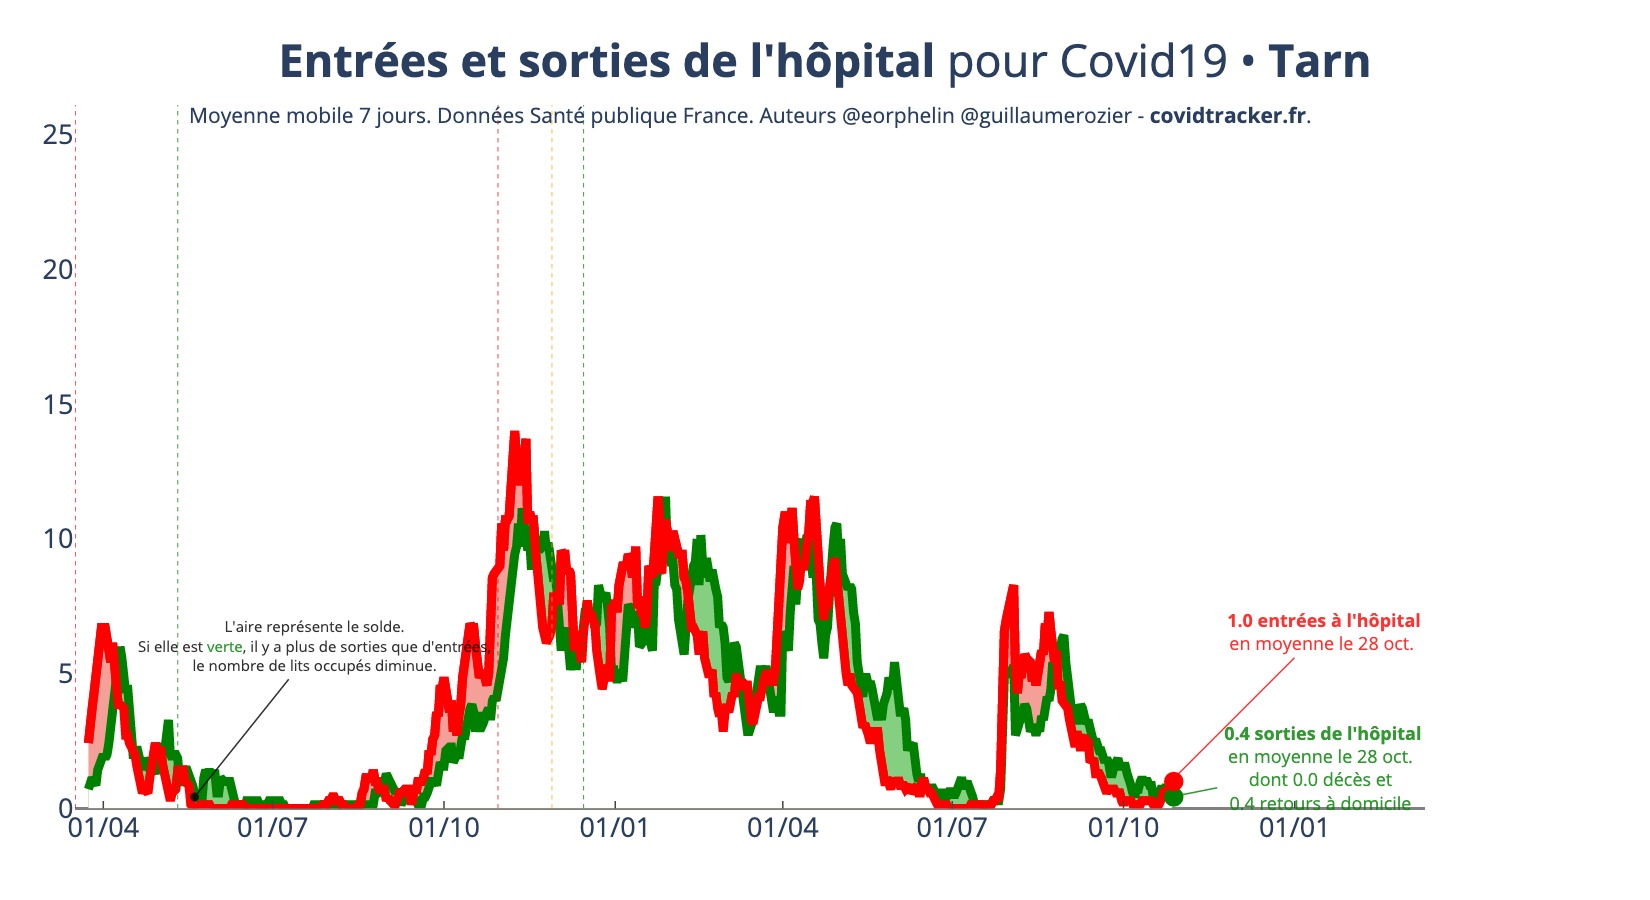 Entrées et sorties de l'hôpital pour Covid19 • Tarn
Moyenne mobile 7 jours. Données Santé publique France. Auteurs @eorphelin @guillaumerozier - covidtracker.fr.
25
20
15
10
5
0
L'aire représente le solde.
Si elle est verte, il y a plus de sorties que d'entrées,
le nombre de lits occupés diminue.
1.0 entrées à l'hôpital
en moyenne le 28 oct.
0.4 sorties de l'hôpital
en moyenne le 28 oct.
dont 0.0 décès et
0.4 retours à domicile
01/04 01/07 01/10 01/01 01/04 01/07 01/10 01/01